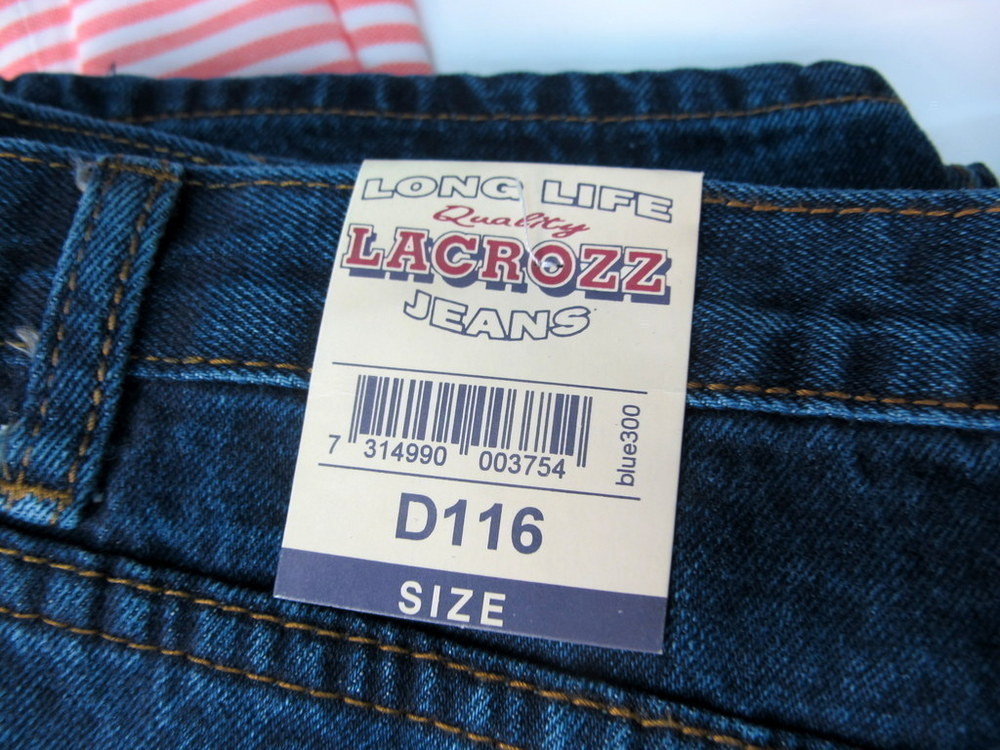 LONG LIFE
Quality
LACROZZ
JEANS
7 314990 003754
blue300
D116
SIZE